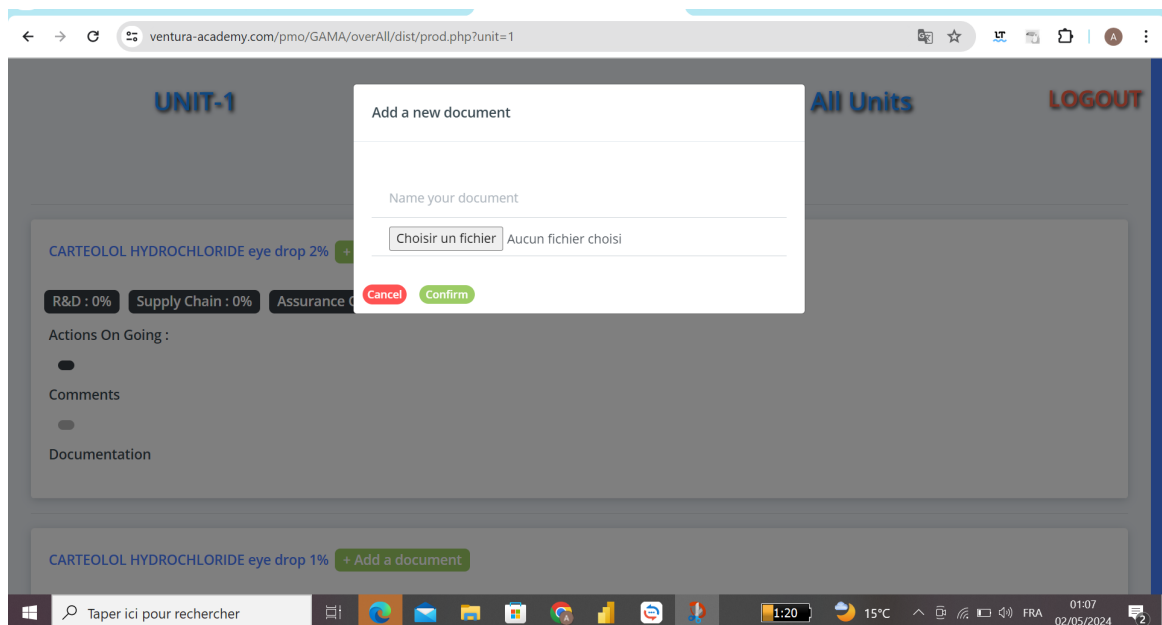 ventura-academy.com/pmo/GAMA/overAll/dist/prod.php?unit=1
A
UNIT-1
All Units
LOGOUT
Add a new document
Name your document
Choisir un fichier Aucun fichier choisi
Cancel Confirm
CARTEOLOL HYDROCHLORIDE eye drop 2% +
R&D : 0% Supply Chain : 0% Assurance
Actions On Going :
Comments
Documentation
CARTEOLOL HYDROCHLORIDE eye drop 1% + Add a document
Taper ici pour rechercher
1:20
15°C
FRA
01:07
02/05/2024
2